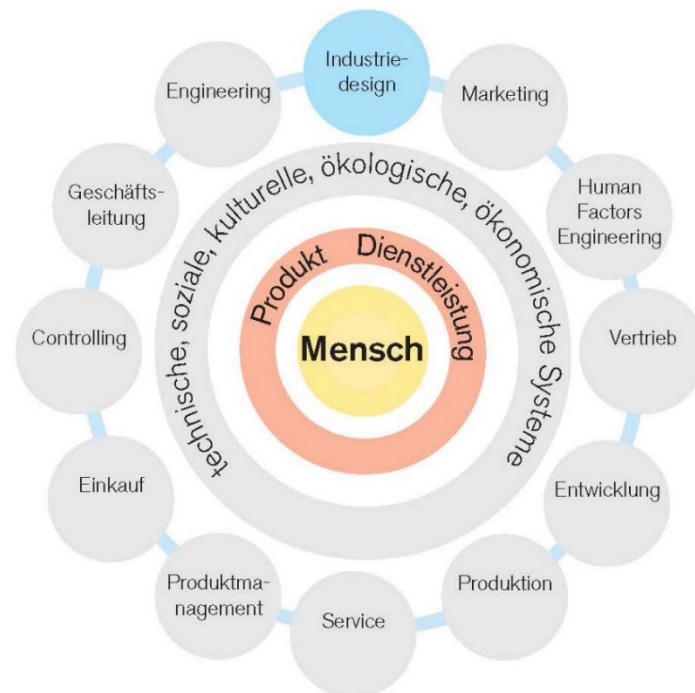 Industrie-
design
Marketing
Human
Factors
Engineering
Vertrieb
Entwicklung
Produktion
Service
Produktma-
nagement
Einkauf
Controlling
Geschäfts-
leitung
Engineering
technische, soziale, kulturelle, ökologische, ökonomische Systeme
Produkt Dienstleistung
Mensch